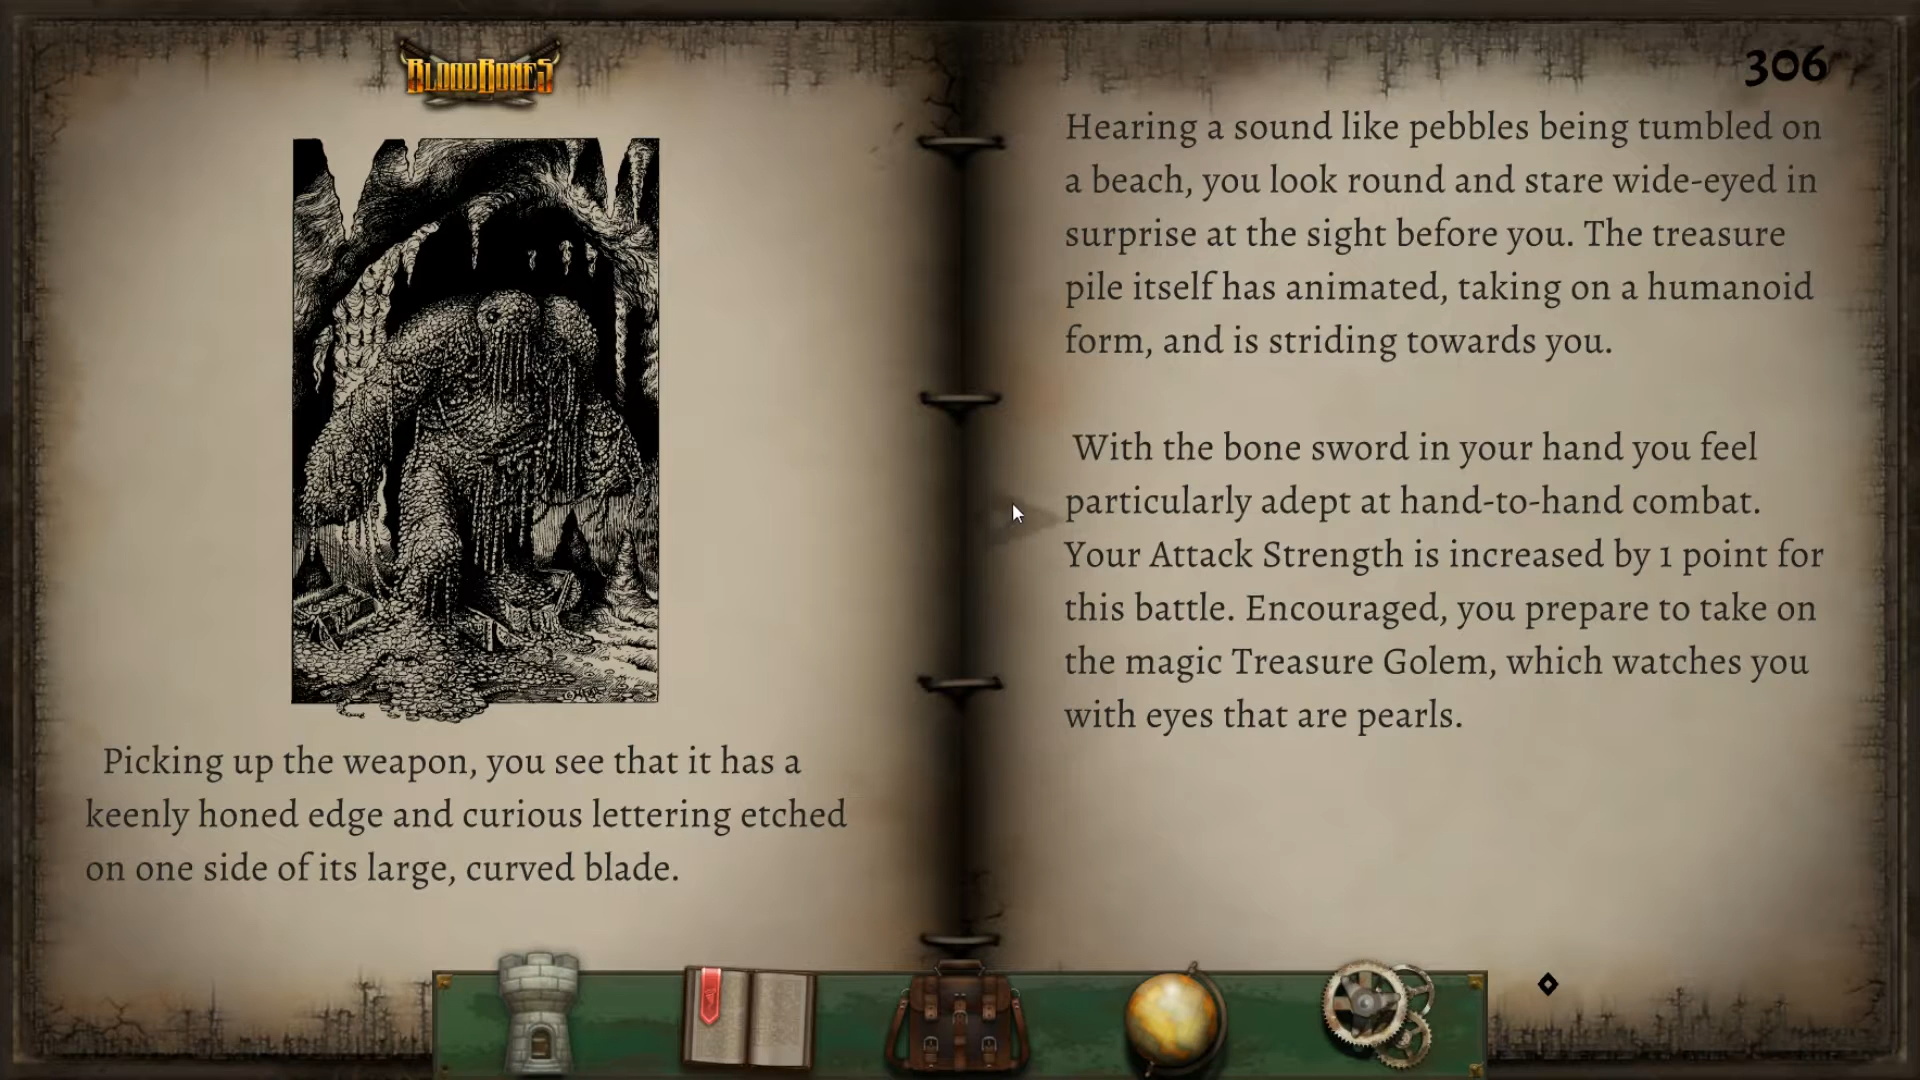 BLOODBONES
Picking up the weapon, you see that it has a
keenly honed edge and curious lettering etched
on one side of its large, curved blade.
306
Hearing a sound like pebbles being tumbled on
a beach, you look round and stare wide-eyed in
surprise at the sight before you. The treasure
pile itself has animated, taking on a humanoid
form, and is striding towards you.
With the bone sword in your hand you feel
particularly adept at hand-to-hand combat.
Your Attack Strength is increased by 1 point for
this battle. Encouraged, you prepare to take on
the magic Treasure Golem, which watches you
with eyes that are pearls.